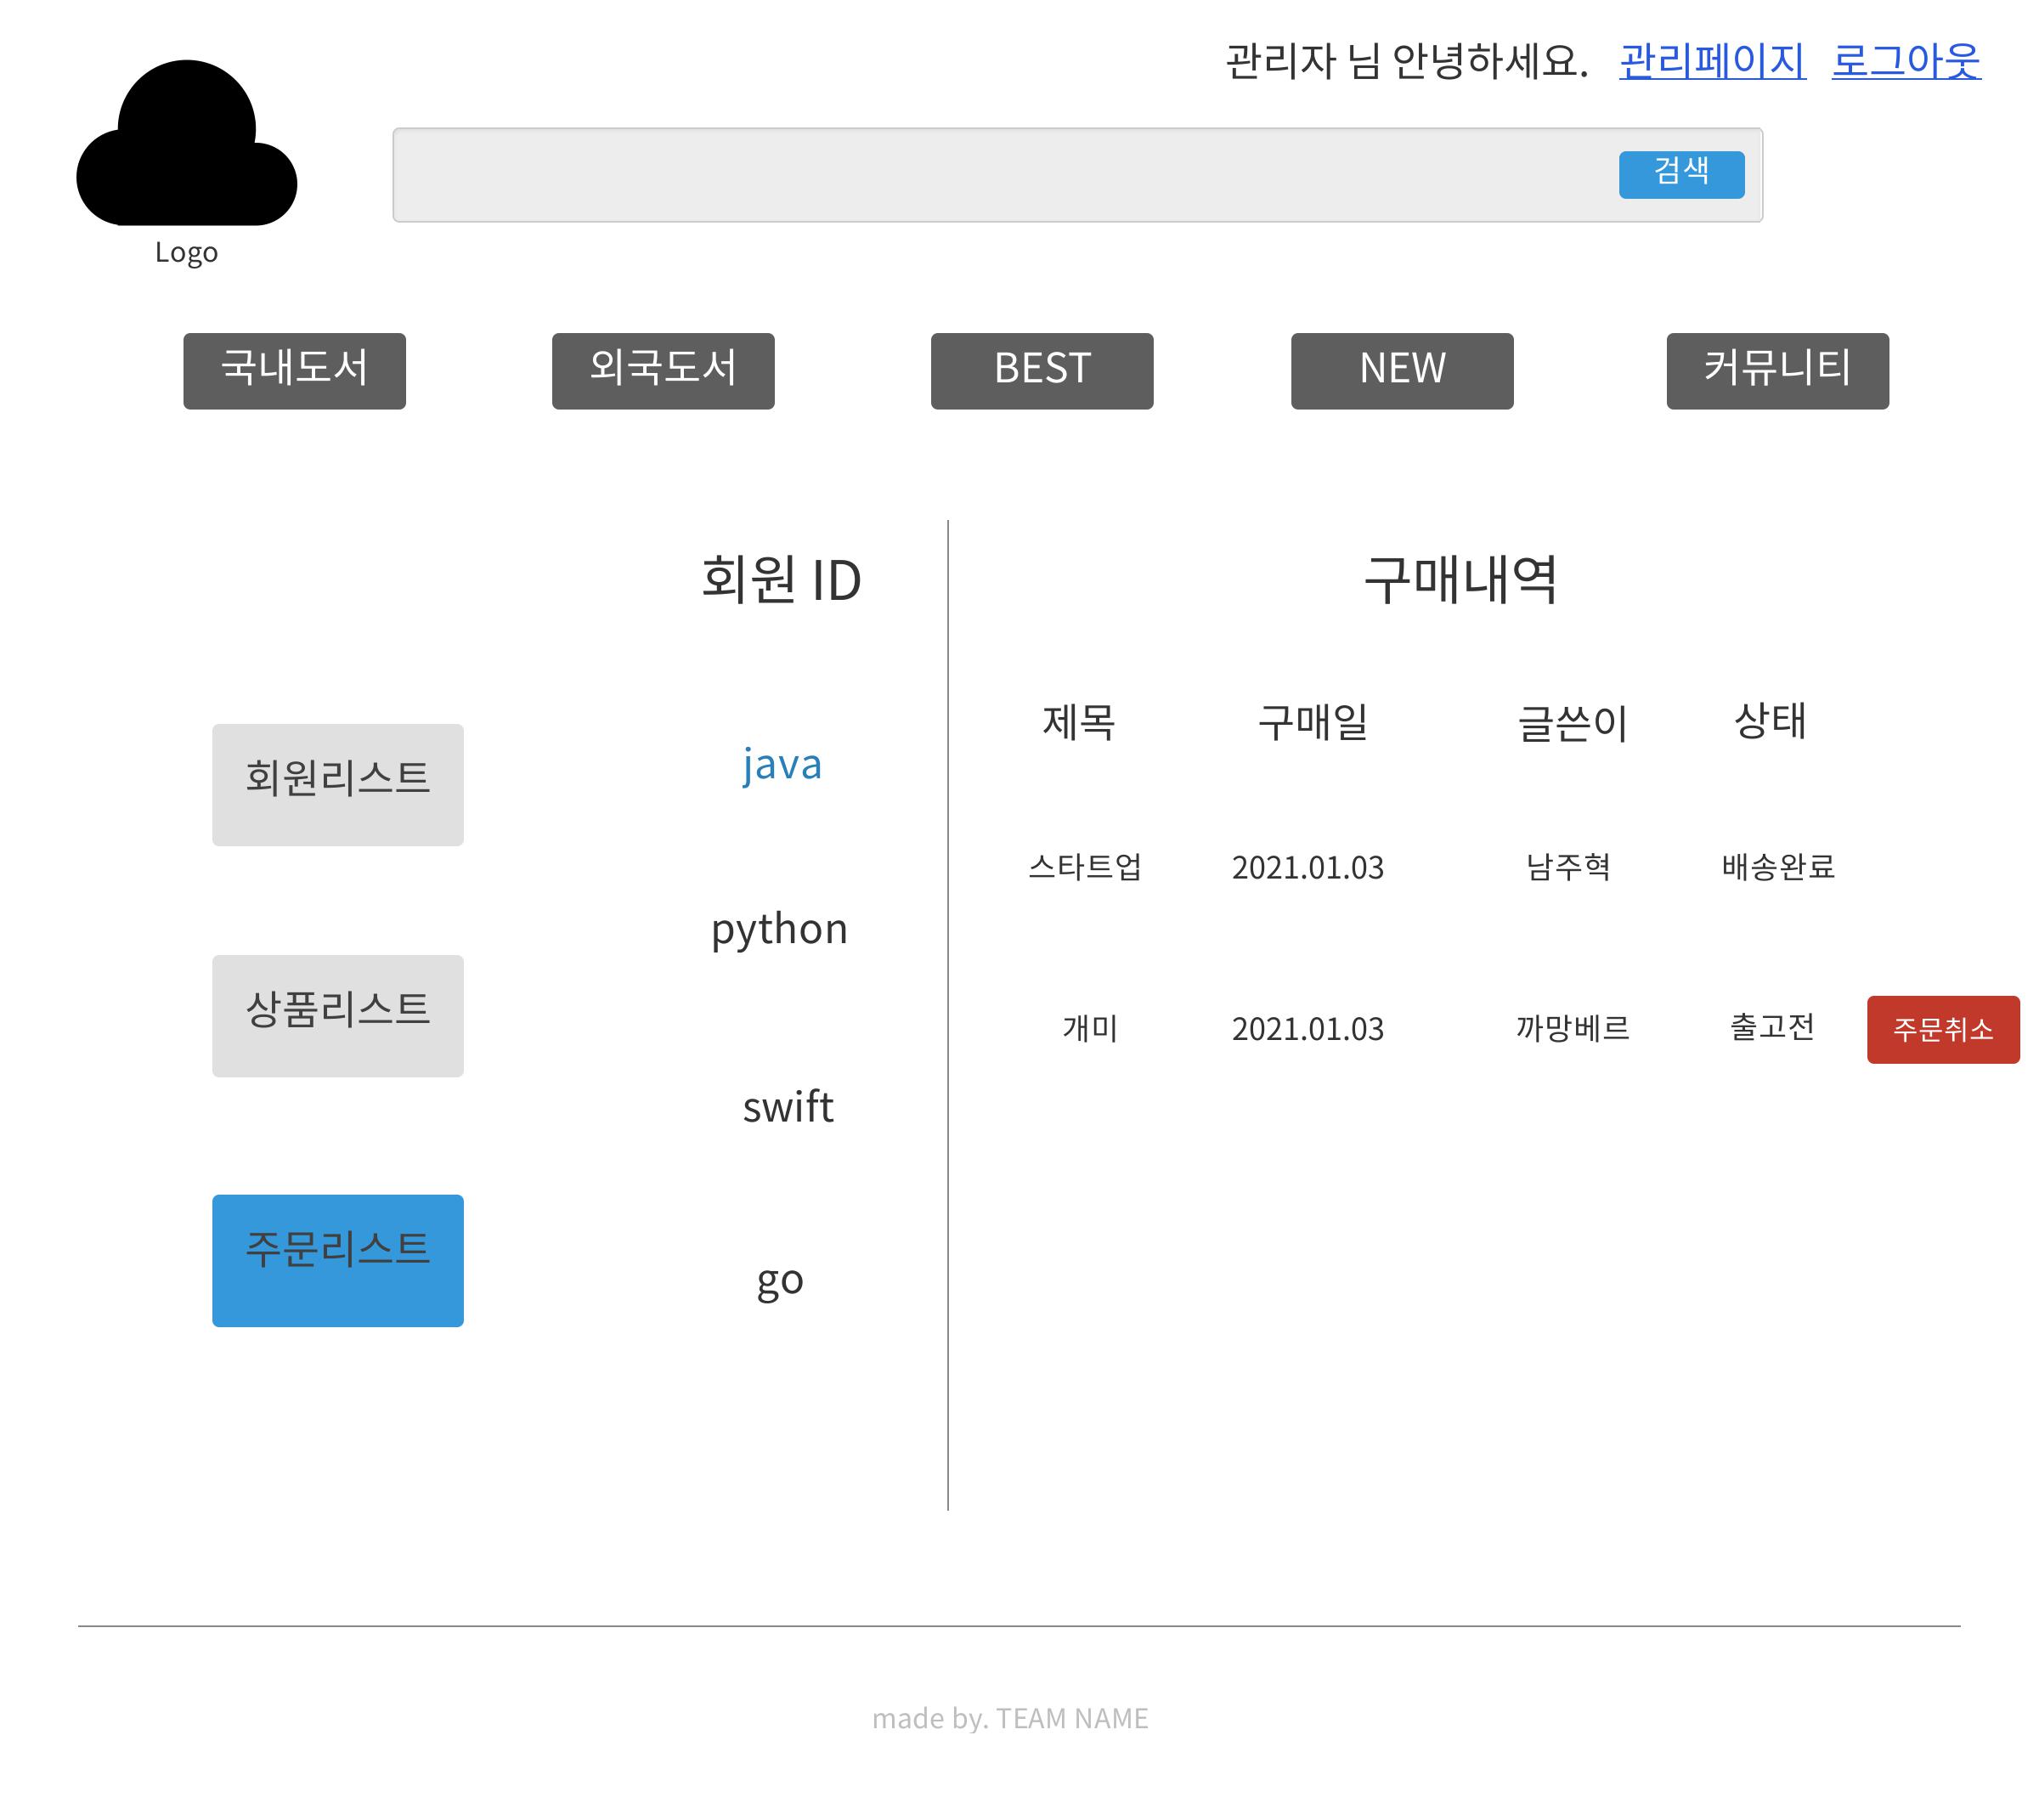 관리자 님 안녕하세요. 관리페이지 로그아웃
검색
Logo
국내도서 외국도서 BEST NEW 커뮤니티
회원 ID 구매내역
제목 구매일 글쓴이 상태
회원리스트 java
스타트업 2021.01.03 남주혁 배송완료
python
상품리스트 개미 2021.01.03 까망베르 출고전 주문취소
swift
주문리스트
go
made by. TEAM NAME